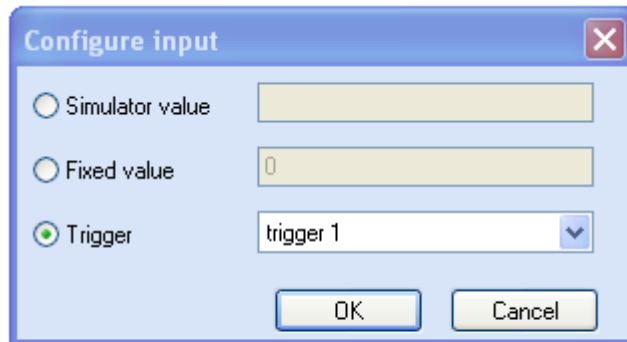 Configure input
Simulator value
Fixed value 0
Trigger trigger 1
OK Cancel